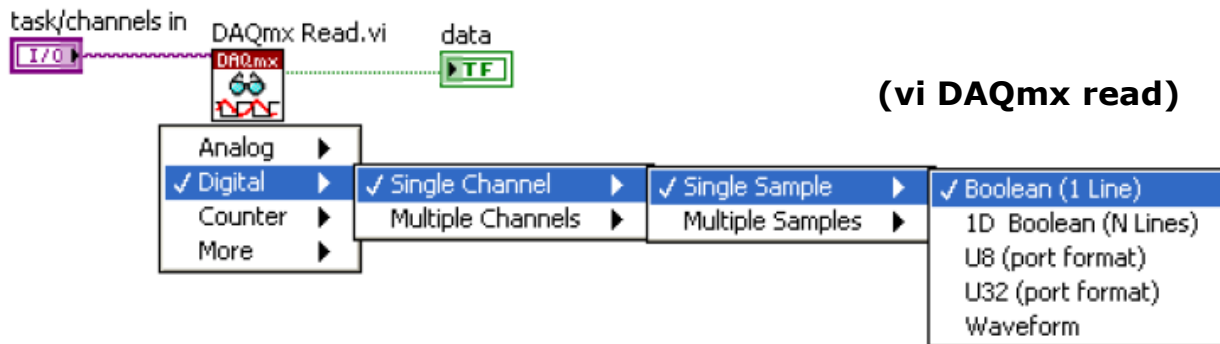 task/channels in
DAQmx Read.vi
data
I/O
DAQmx
TF
(vi DAQmx read)
Analog
✓ Digital
Counter
More
✓ Single Channel
Multiple Channels
✓ Single Sample
Multiple Samples
✓ Boolean (1 Line)
1D Boolean (N Lines)
U8 (port format)
U32 (port format)
Waveform